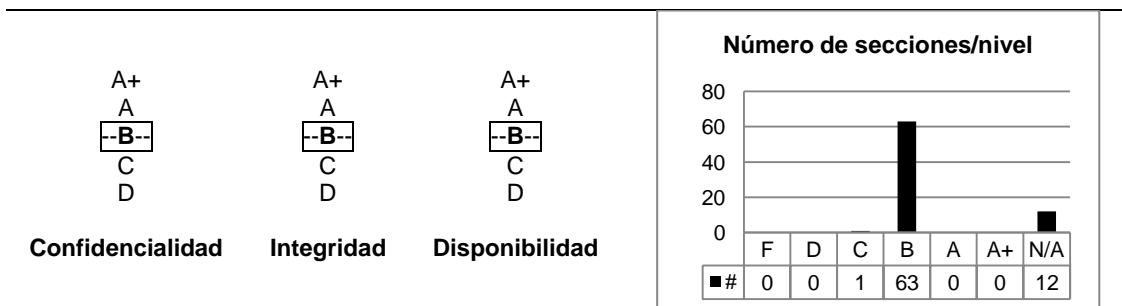 A+ A+ A+
A A A
--B-- --B-- --B--
C C C
D D D
Confidencialidad Integridad Disponibilidad
Número de secciones/nivel
80
60
40
20
0
F D C B A A+ N/A
# 0 0 1 63 0 0 12